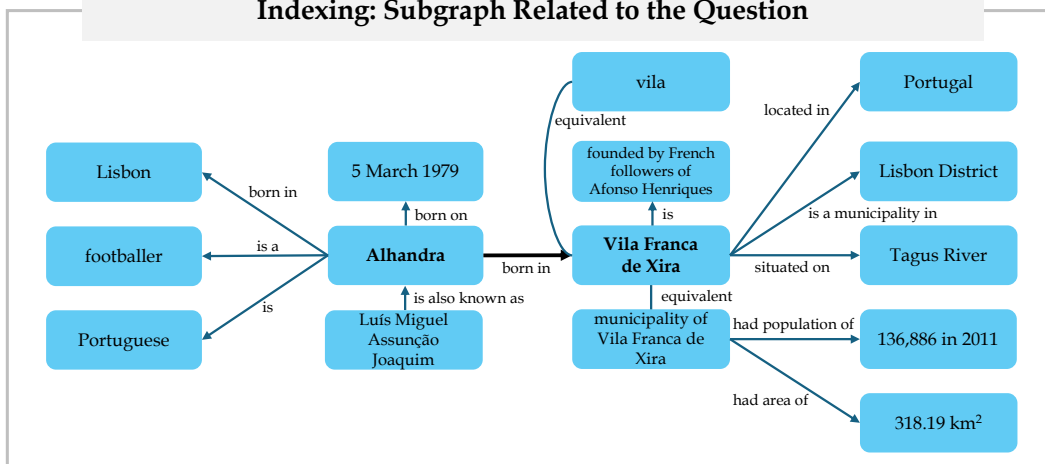 Indexing: Subgraph Related to the Question
vila
Portugal
located in
equivalent
Lisbon
5 March 1979
founded by French
followers of
Afonso Henriques
Lisbon District
born in
born on
is
is a municipality in
footballer
is a
Alhandra
born in
Vila Franca
de Xira
situated on
Tagus River
is
is also known as
equivalent
Portuguese
Luís Miguel
Assunção
Joaquim
municipality of
Vila Franca de
Xira
had population of
136,886 in 2011
had area of
318.19 km²